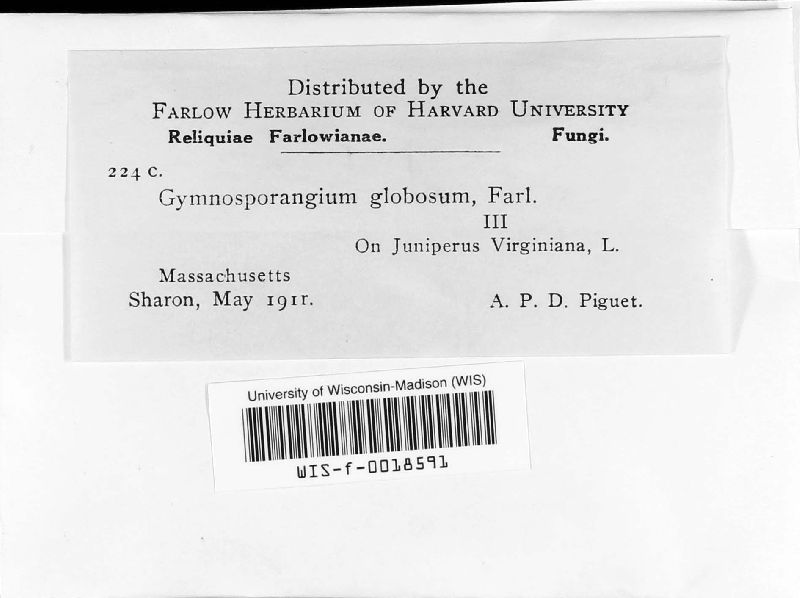 Distributed by the
FARLOW HERBARIUM OF HARVARD UNIVERSITY
Reliquiae Farlowianae. Fungi.
224 C.
Gymnosporangium globosum, Farl.
III
On Juniperus Virginiana, L.
Massachusetts
Sharon, May 1911. A. P. D. Piguet.
University of Wisconsin-Madison (WIS)
WIS-f-0018591